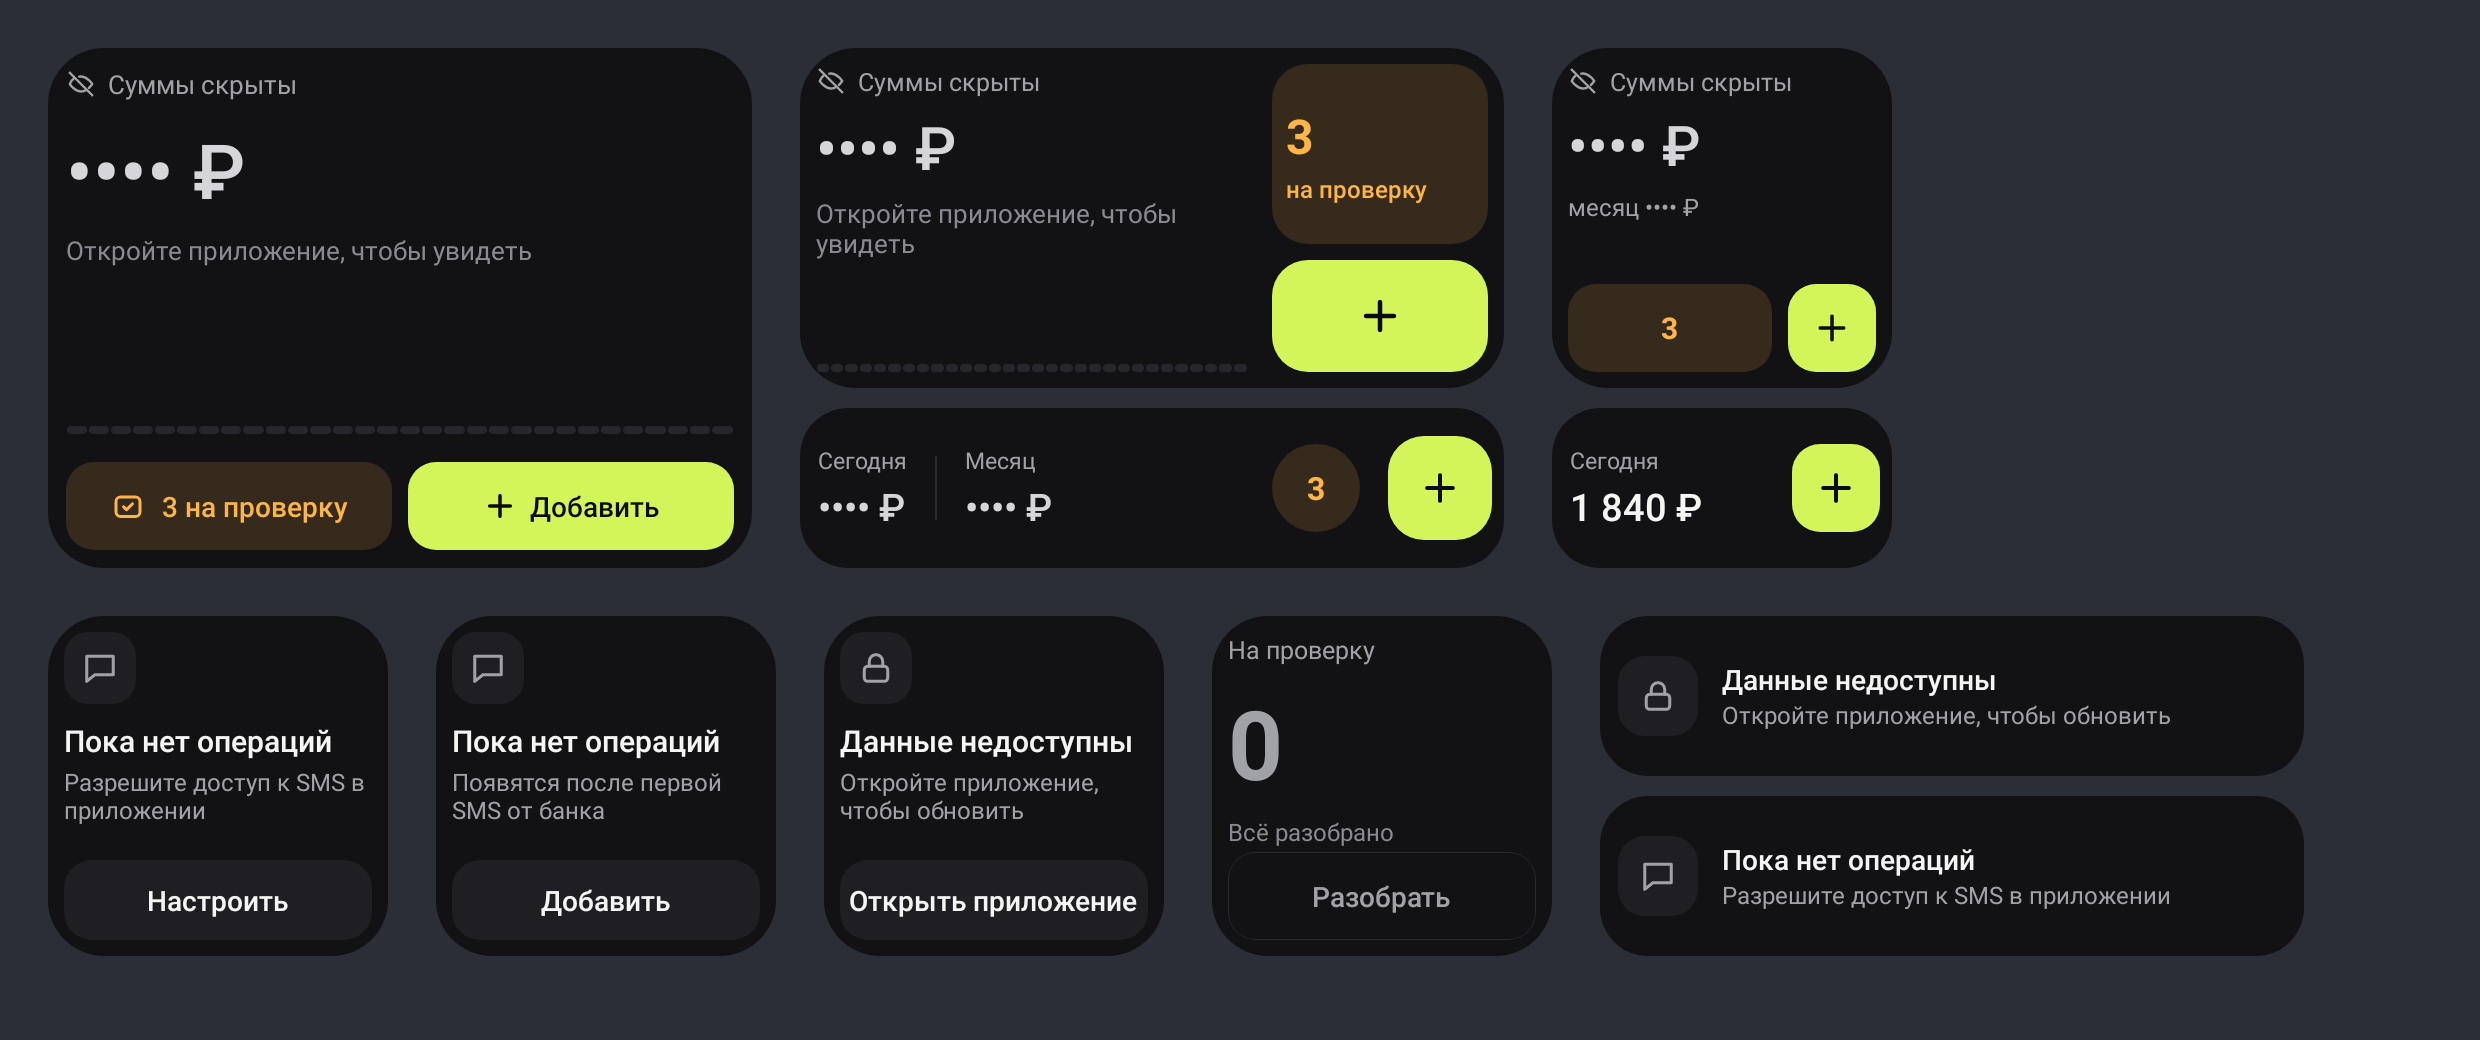 Суммы скрыты
•••• ₽
Откройте приложение, чтобы увидеть
3 на проверку
Добавить
Суммы скрыты
•••• ₽
Откройте приложение, чтобы
увидеть
3
на проверку
Суммы скрыты
•••• ₽
месяц •••• ₽
3
Сегодня
•••• ₽
Месяц
•••• ₽
3
Сегодня
1 840 ₽
Пока нет операций
Разрешите доступ к SMS в
приложении
Настроить
Пока нет операций
Появятся после первой
SMS от банка
Добавить
Данные недоступны
Откройте приложение,
чтобы обновить
Открыть приложение
На проверку
0
Всё разобрано
Разобрать
Данные недоступны
Откройте приложение, чтобы обновить
Пока нет операций
Разрешите доступ к SMS в приложении